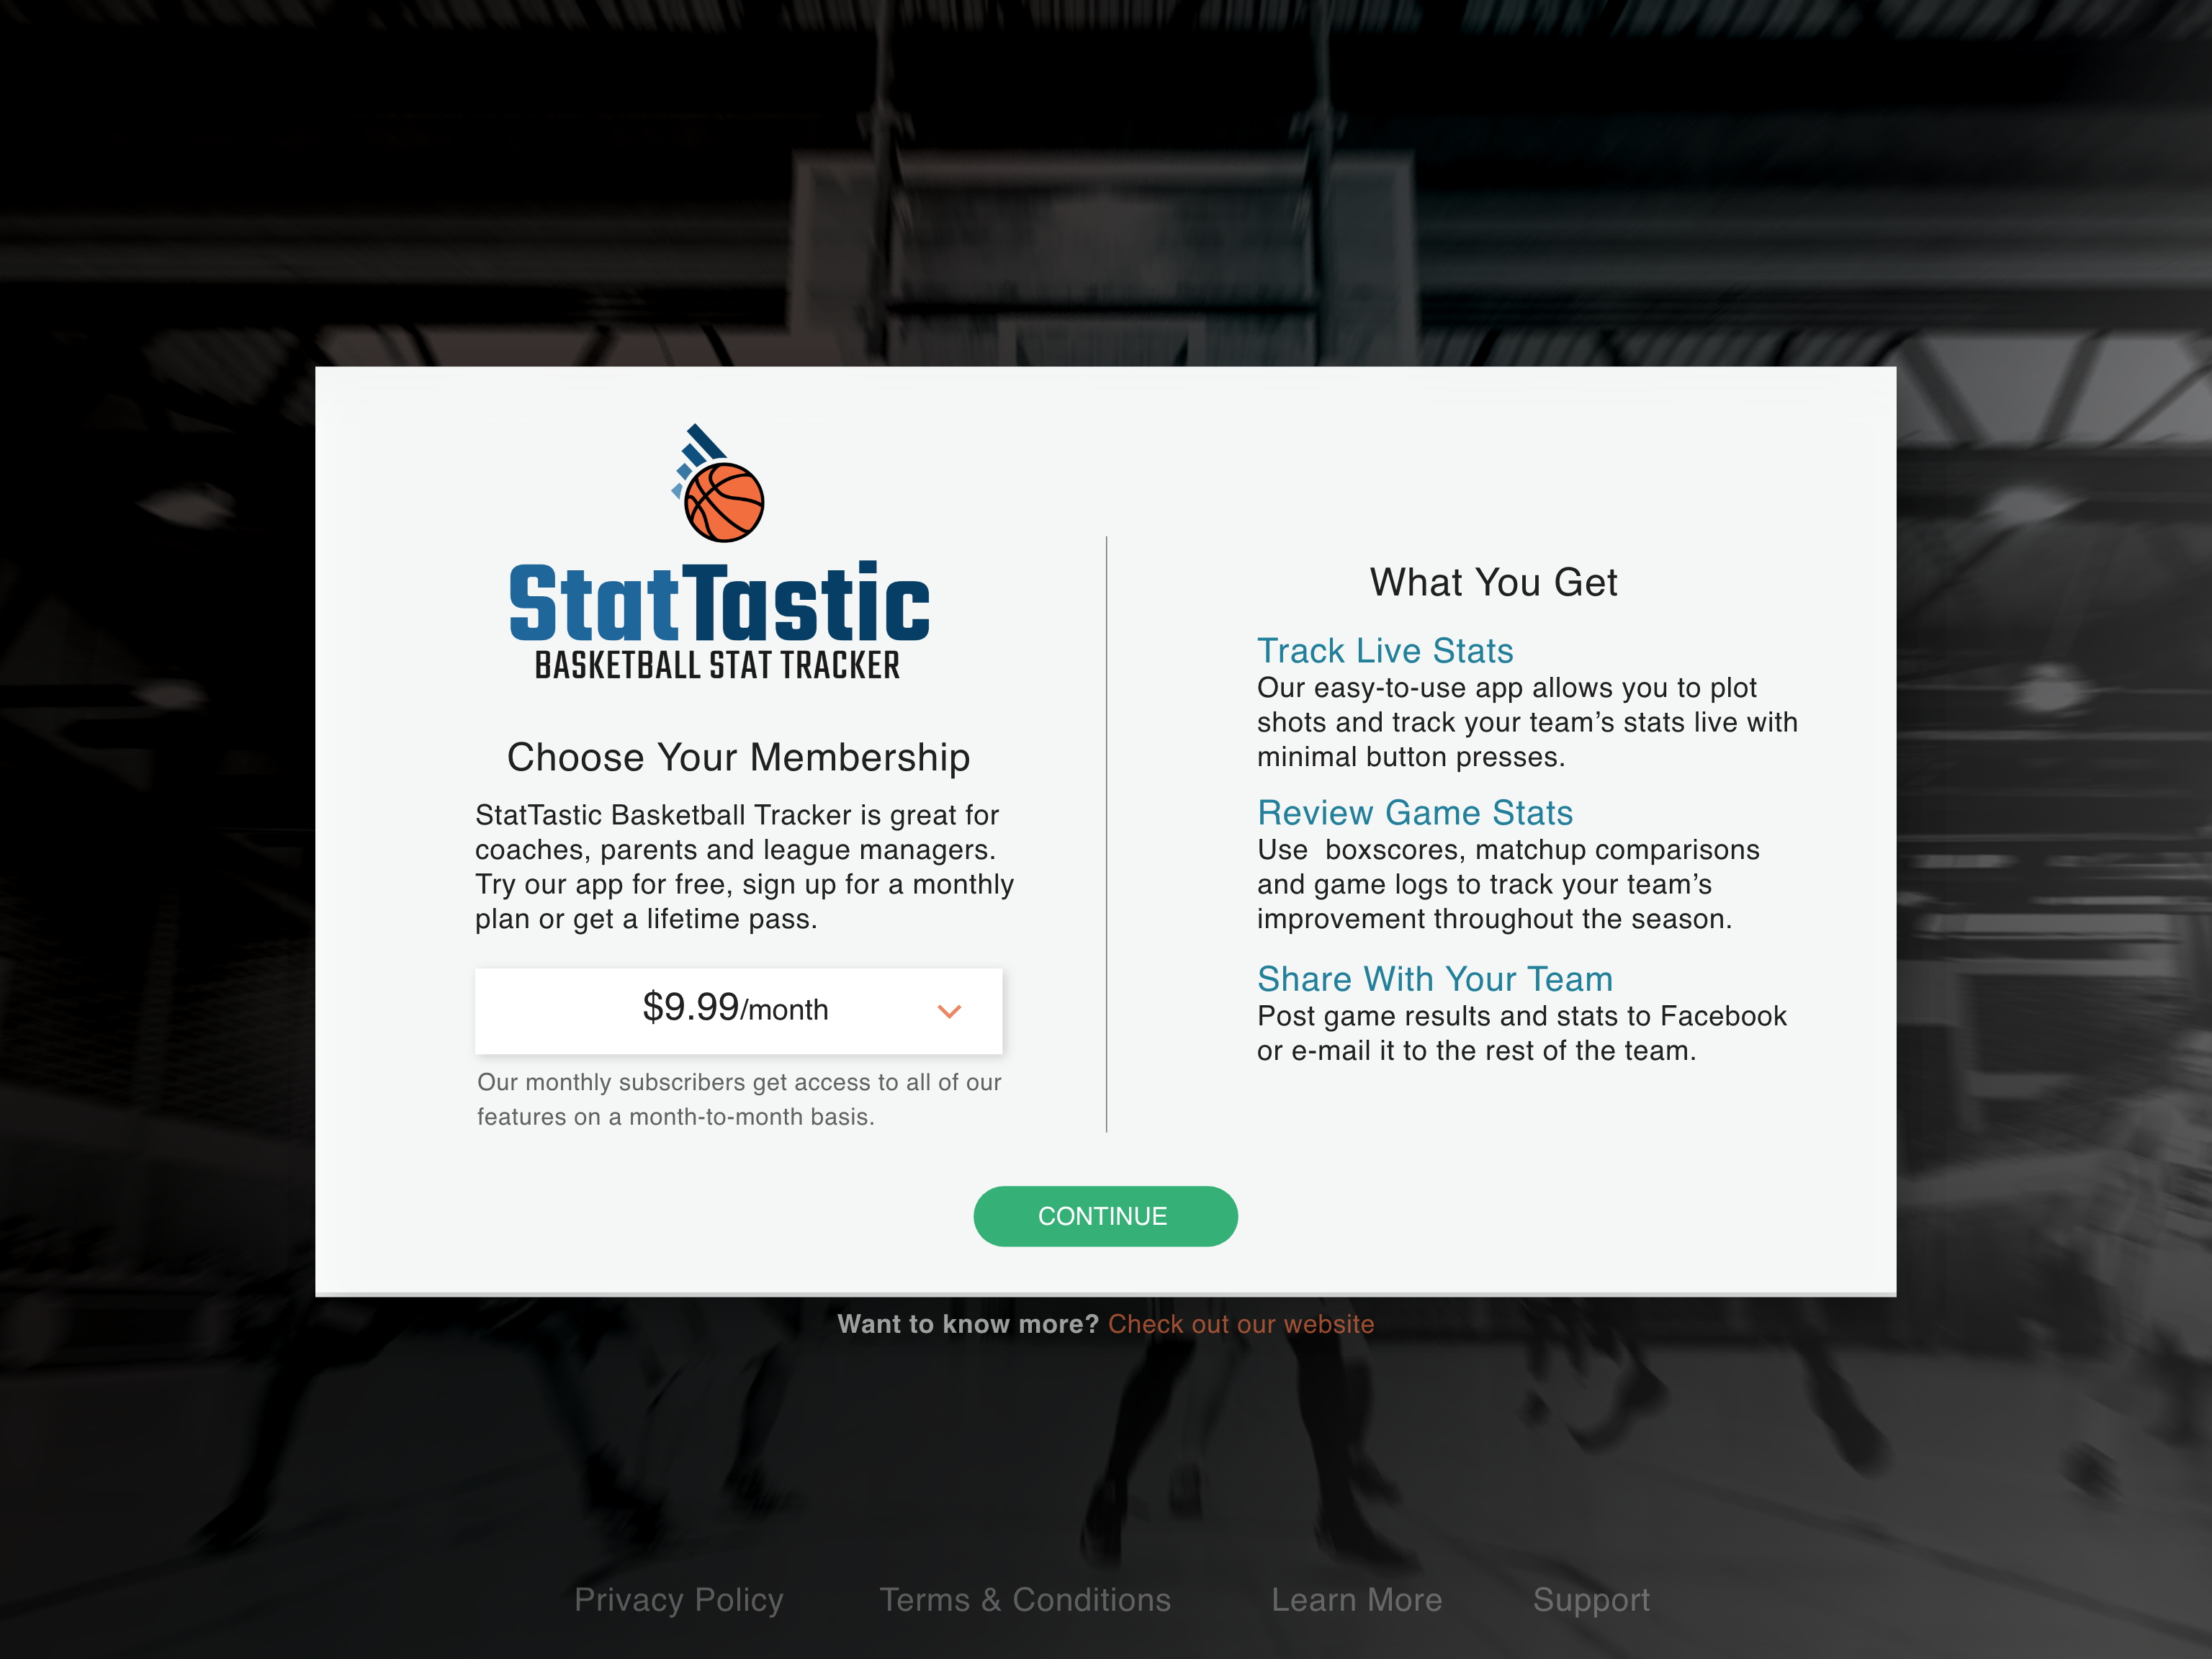 StatTastic
BASKETBALL STAT TRACKER
Choose Your Membership
StatTastic Basketball Tracker is great for
coaches, parents and league managers.
Try our app for free, sign up for a monthly
plan or get a lifetime pass.
$9.99/month
Our monthly subscribers get access to all of our
features on a month-to-month basis.
What You Get
Track Live Stats
Our easy-to-use app allows you to plot
shots and track your team’s stats live with
minimal button presses.
Review Game Stats
Use  boxscores, matchup comparisons
and game logs to track your team’s
improvement throughout the season.
Share With Your Team
Post game results and stats to Facebook
or e-mail it to the rest of the team.
CONTINUE
Want to know more? Check out our website
Privacy Policy Terms & Conditions Learn More Support